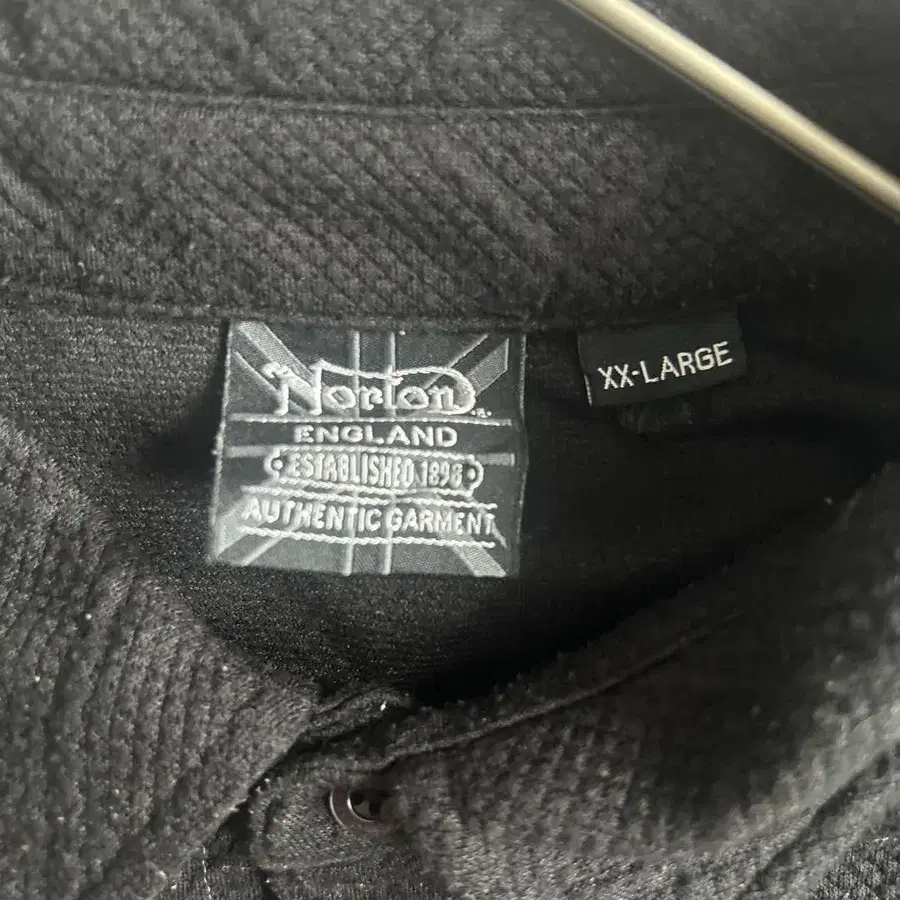 Norton
ENGLAND
ESTABLISHED 1898
AUTHENTIC GARMENT
XX-LARGE